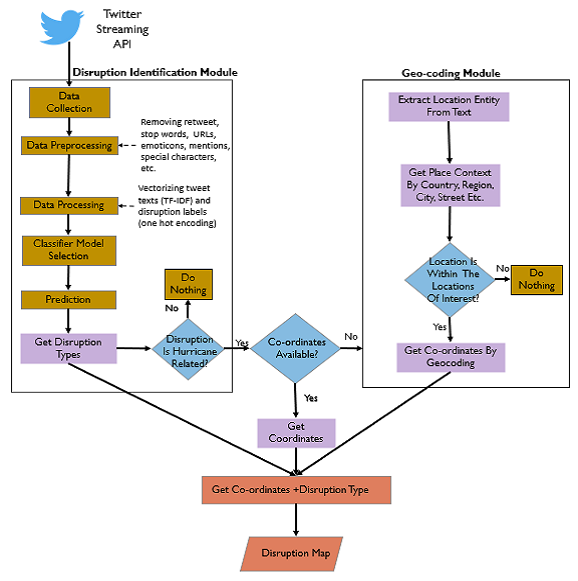 Twitter
Streaming
API
Disruption Identification Module
Data
Collection
Data Preprocessing
Removing retweet,
stop words, URLs,
emoticons, mentions,
special characters,
etc.
Data Processing
Vectorizing tweet
texts (TF-IDF) and
disruption labels
(one hot encoding)
Classifier Model
Selection
Prediction
Get Disruption
Types
Do
Nothing
No
Disruption
Is Hurricane
Related?
Yes
Co-ordinates
Available?
No
Yes
Get
Coordinates
Geo-coding Module
Extract Location Entity
From Text
Get Place Context
By Country, Region,
City, Street Etc.
Location Is
Within The
Locations
Of Interest?
No
Do
Nothing
Yes
Get Co-ordinates By
Geocoding
Get Co-ordinates +Disruption Type
Disruption Map